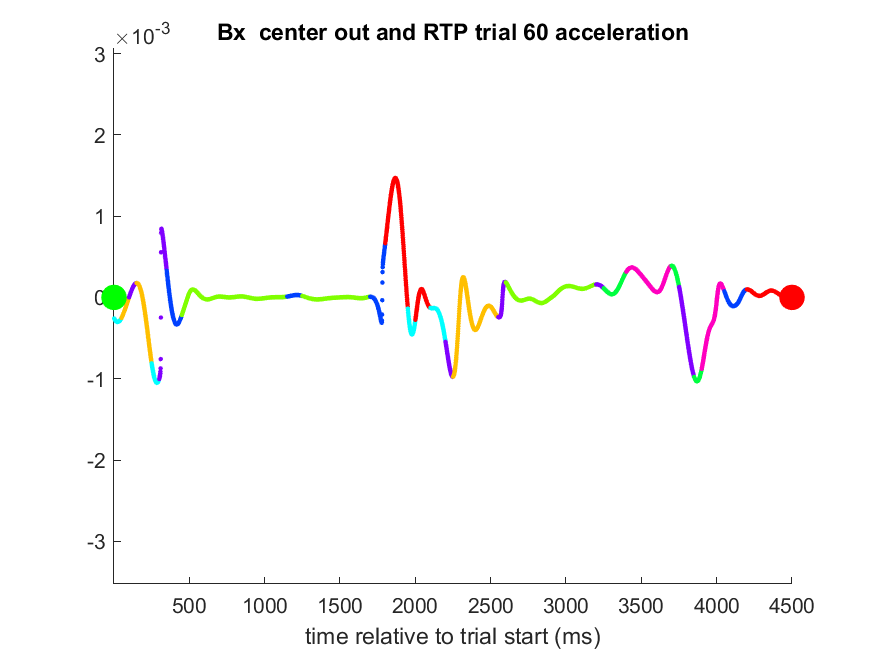 Bx  center out and RTP trial 60 acceleration
×10-3
3
2
1
0
-1
-2
-3
500 1000 1500 2000 2500 3000 3500 4000 4500
time relative to trial start (ms)